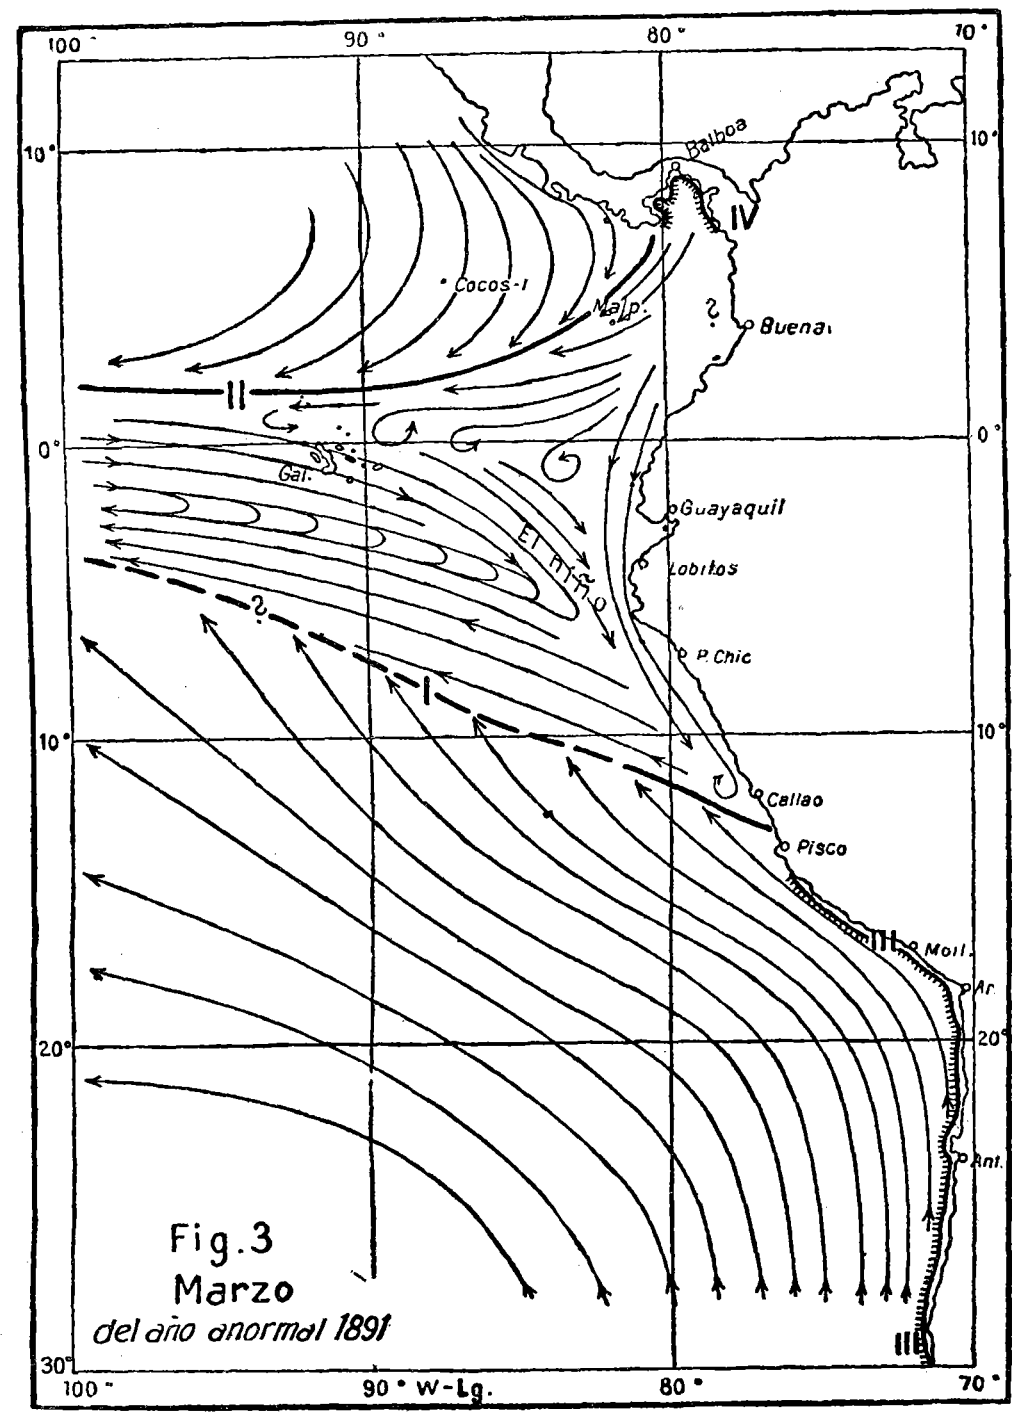 100° 90° 80° 70°
10° Balboa 10°
IV
Cocos-I
Malp. ? Buena.
II
0° 0°
Gal.
Guayaquil
El niño
Lobitos
?
P. Chic
I
10° 10°
Callao
Pisco
III Moll.
Ar.
20° 20°
Ant.
Fig.3
Marzo
del año anormal 1891
III
30°
100° 90° W-Lg. 80° 70°